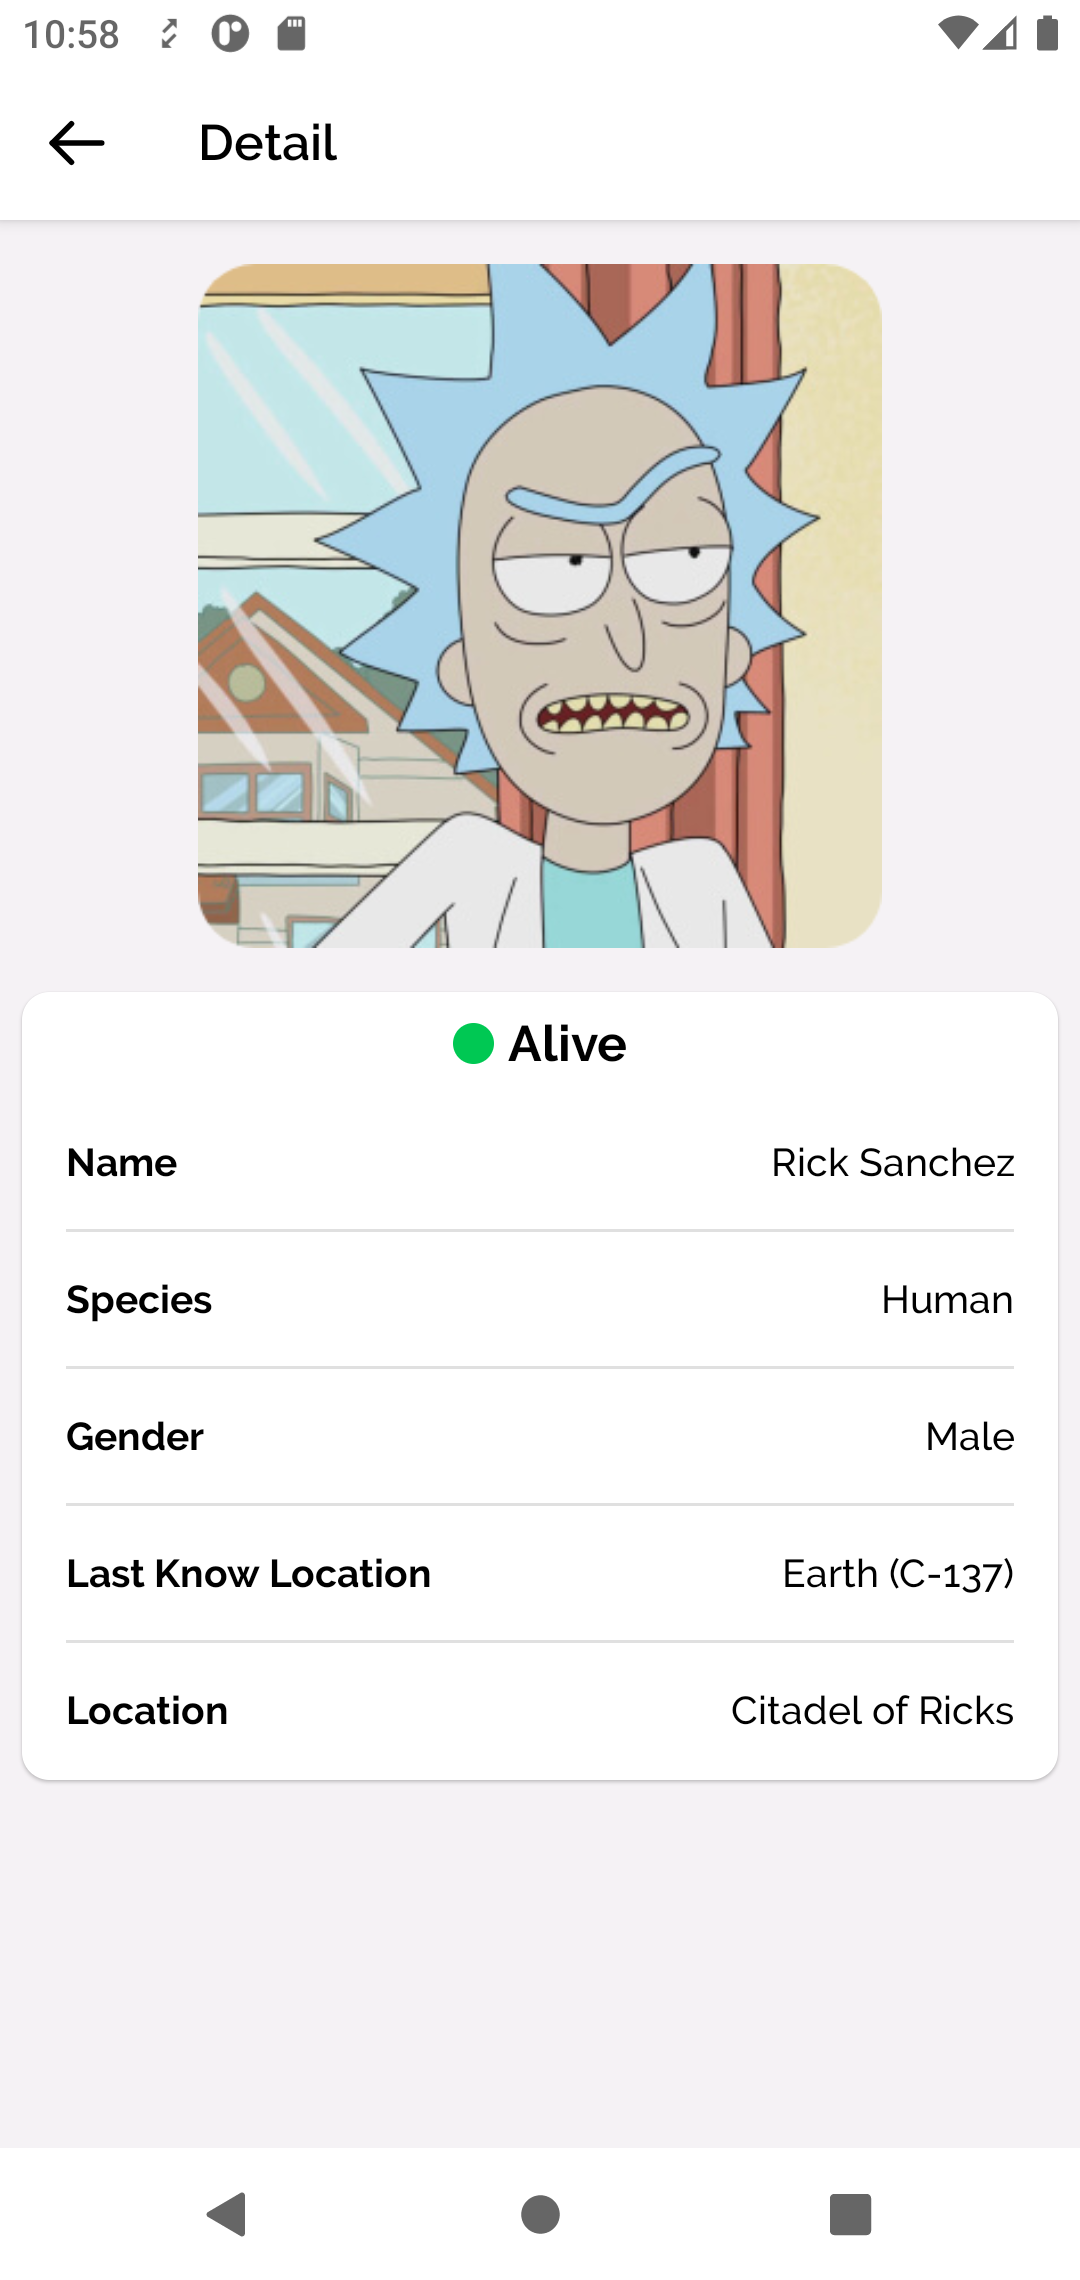 10:58
Detail
Alive
Name Rick Sanchez
Species Human
Gender Male
Last Know Location Earth (C-137)
Location Citadel of Ricks